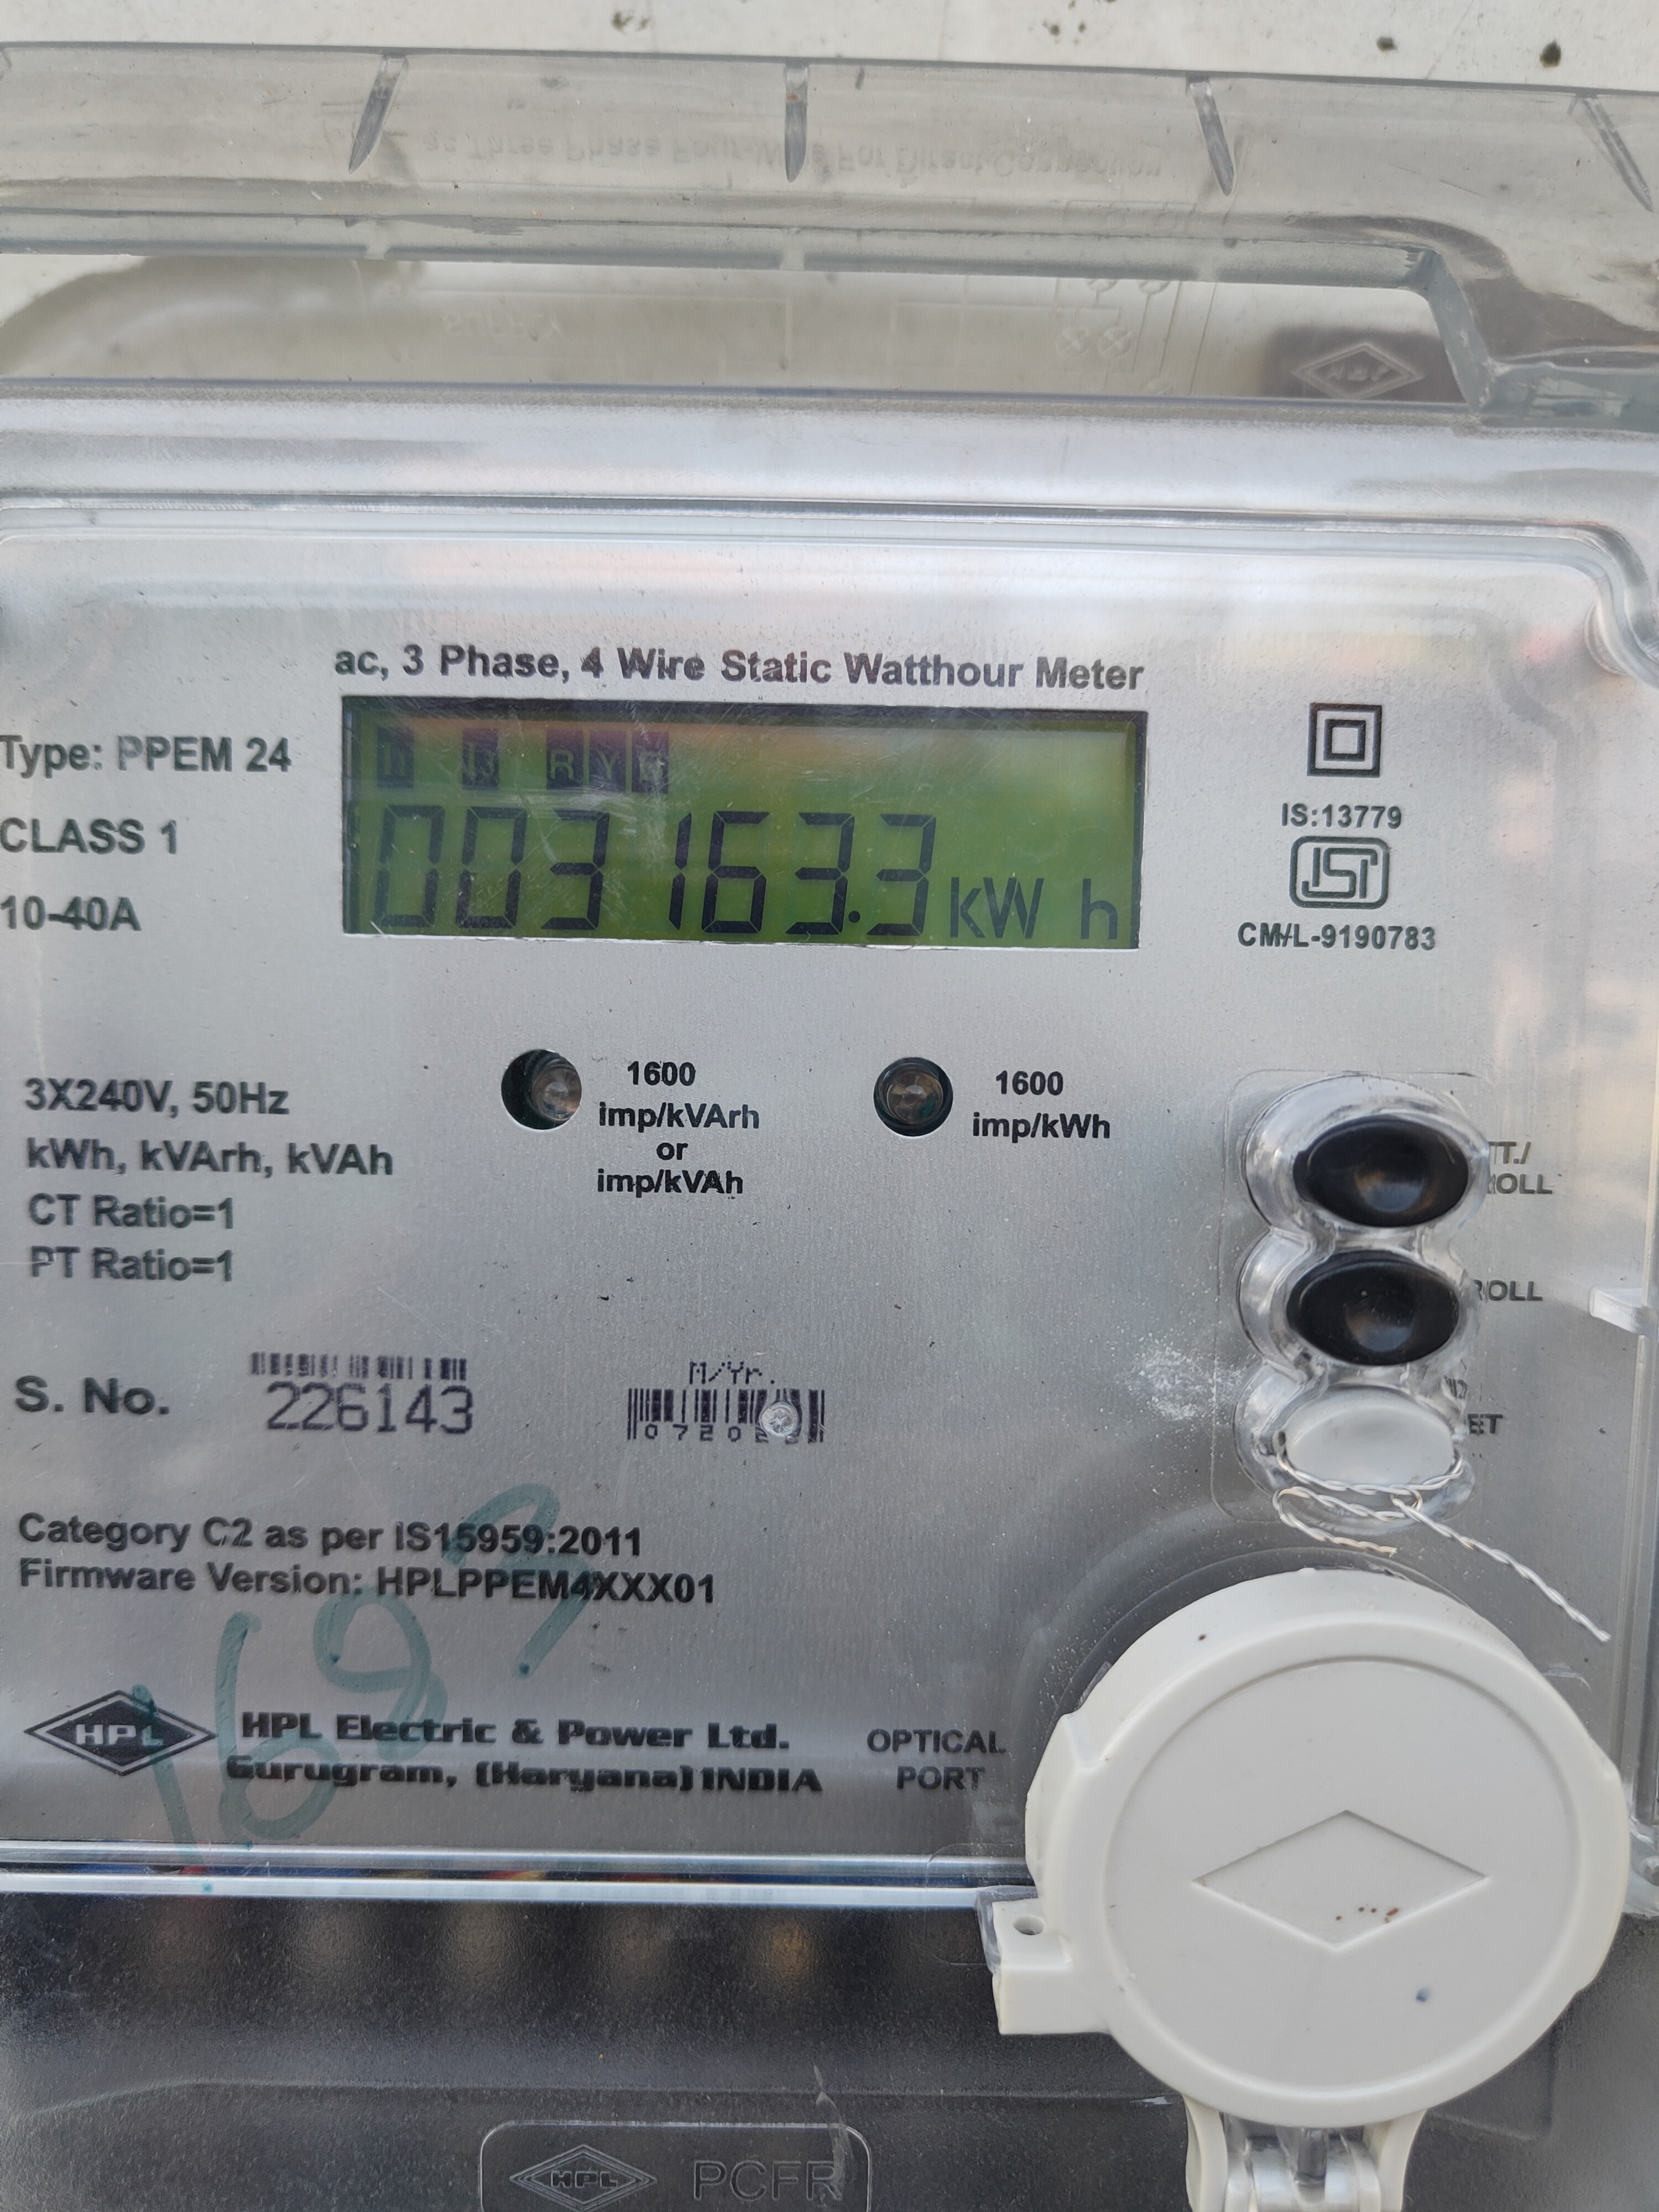 ac, 3 Phase, 4 Wire Static Watthour Meter
Type: PPEM 24
R Y B
CLASS 1
003163.3 kW h
10-40A
IS:13779
ISI
CM/L-9190783
3X240V, 50Hz
kWh, kVArh, kVAh
CT Ratio=1
PT Ratio=1
1600
imp/kVArh
or
imp/kVAh
1600
imp/kWh
S. No.
226143
M/Yr.
Category C2 as per IS15959:2011
Firmware Version: HPLPPEM4XXX01
HPL
HPL Electric & Power Ltd.
Gurugram, (Haryana) INDIA
OPTICAL
PORT
HPL